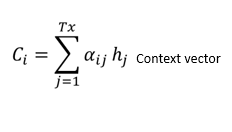 Tx
Cᵢ = ∑ αᵢⱼ hⱼ Context vector
j=1